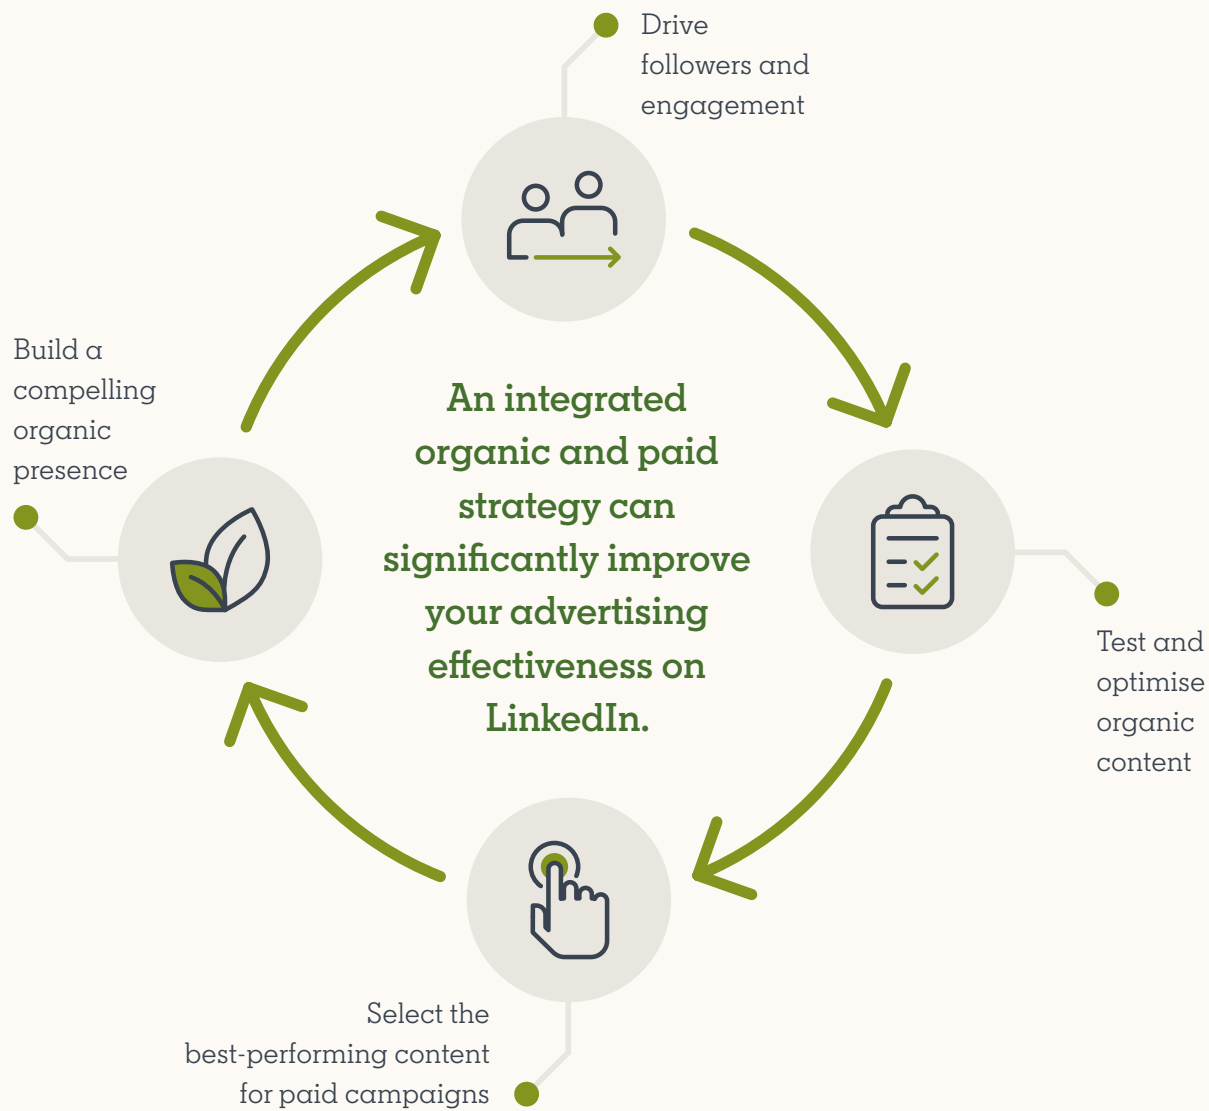 Drive
followers and
engagement
Build a
compelling
organic
presence
An integrated
organic and paid
strategy can
significantly improve
your advertising
effectiveness on
LinkedIn.
Test and
optimise
organic
content
Select the
best-performing content
for paid campaigns